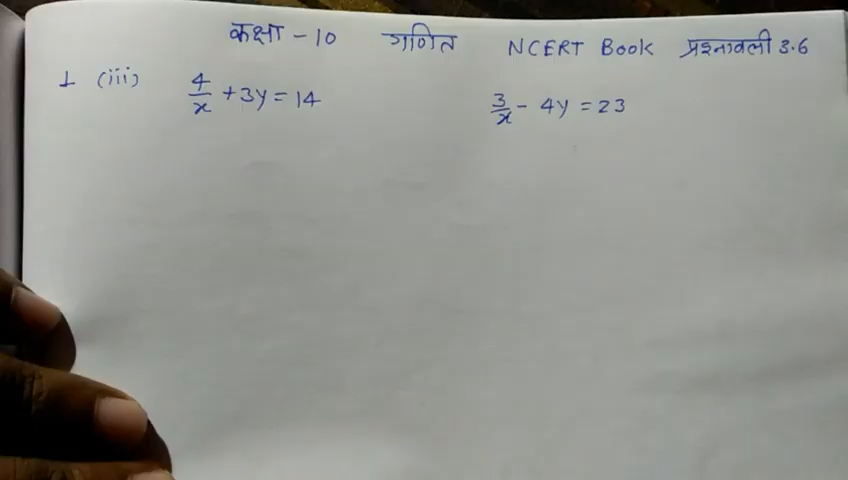 कक्षा - 10 गणित NCERT Book प्रश्नावली 3.6
1 (iii) 4/x + 3y = 14 3/x - 4y = 23